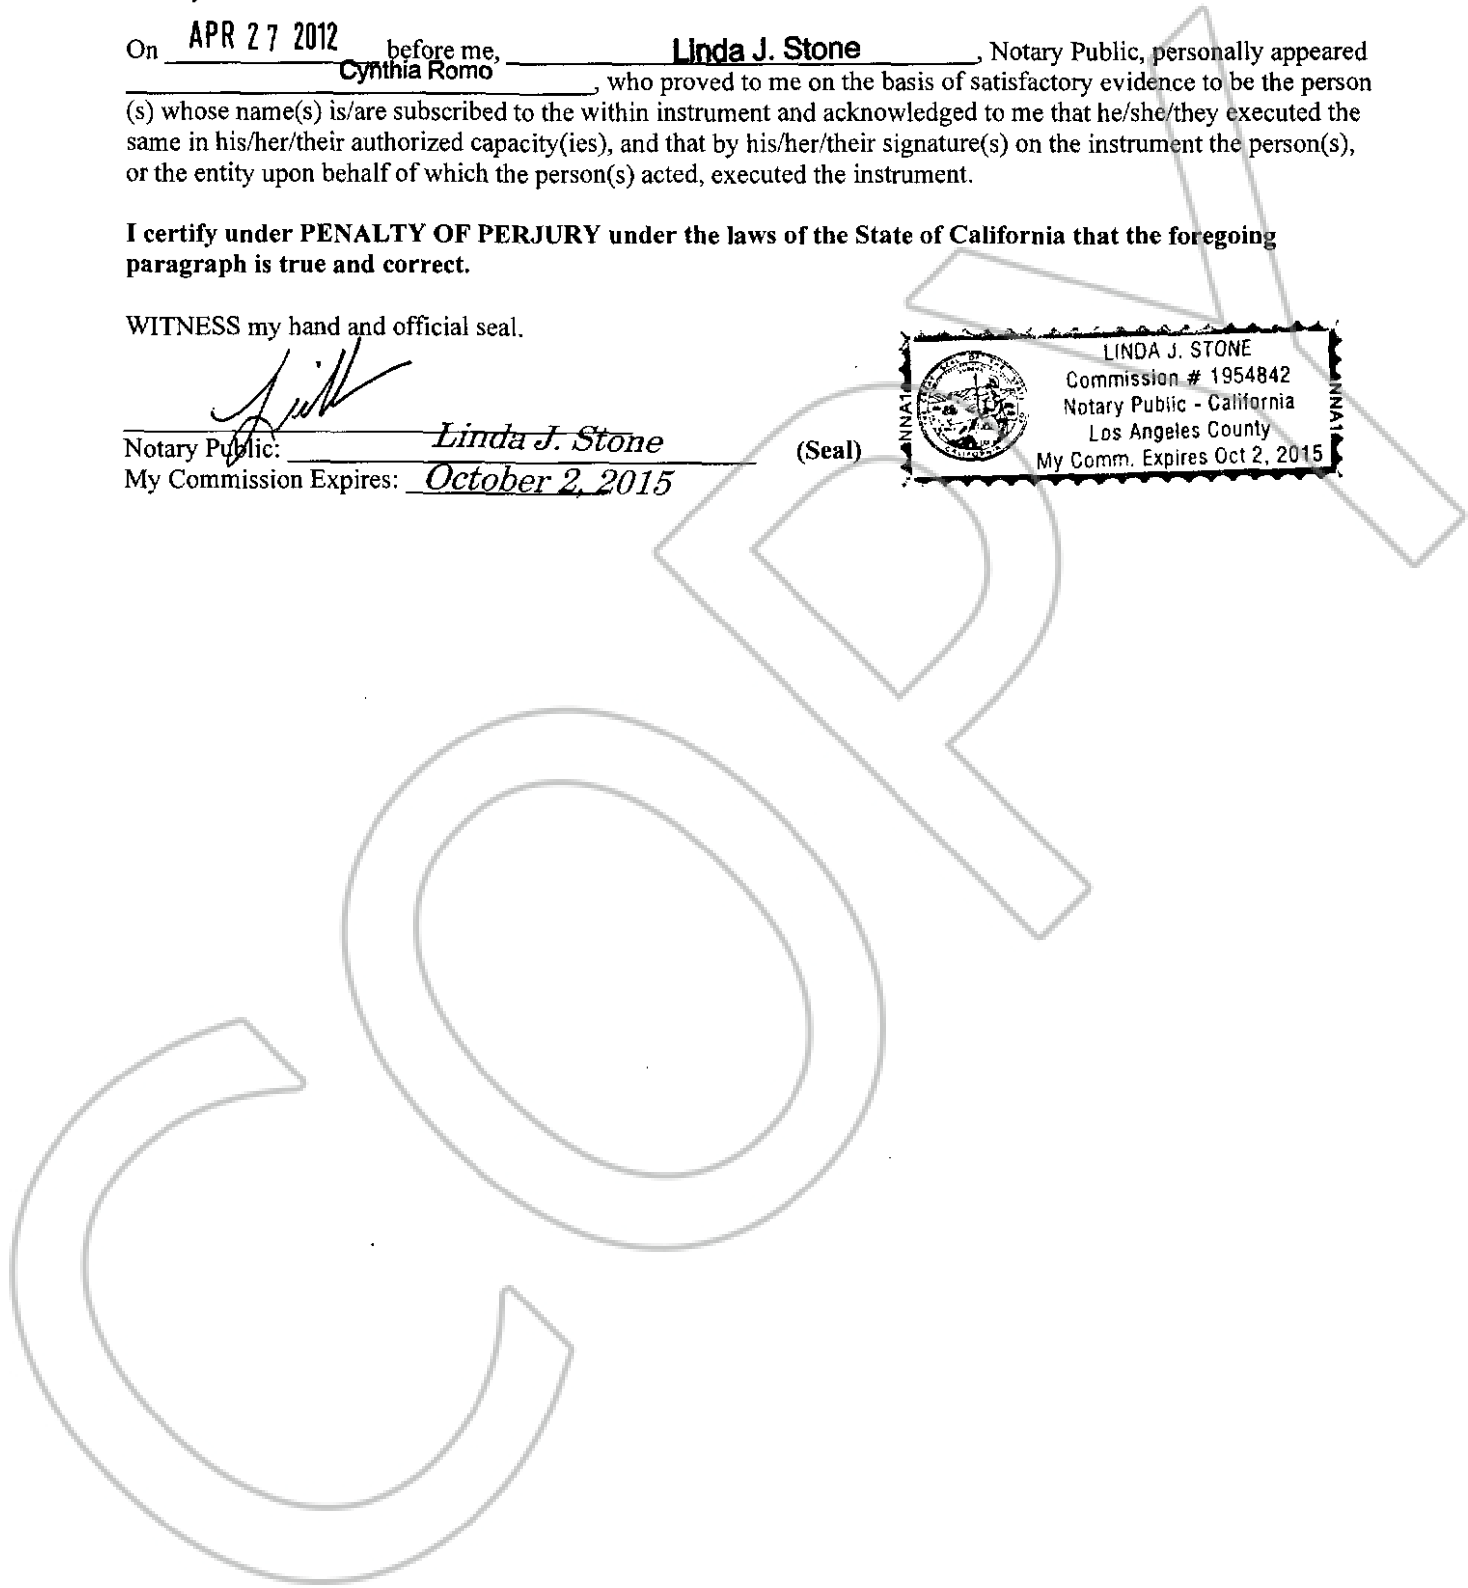 On APR 27 2012 before me, Linda J. Stone, Notary Public, personally appeared
Cynthia Romo, who proved to me on the basis of satisfactory evidence to be the person
(s) whose name(s) is/are subscribed to the within instrument and acknowledged to me that he/she/they executed the
same in his/her/their authorized capacity(ies), and that by his/her/their signature(s) on the instrument the person(s),
or the entity upon behalf of which the person(s) acted, executed the instrument.
I certify under PENALTY OF PERJURY under the laws of the State of California that the foregoing
paragraph is true and correct.
WITNESS my hand and official seal.
Notary Public: Linda J. Stone
My Commission Expires: October 2, 2015
(Seal)
LINDA J. STONE
Commission # 1954842
Notary Public - California
Los Angeles County
My Comm. Expires Oct 2, 2015
NNA1
NNA1
COPY